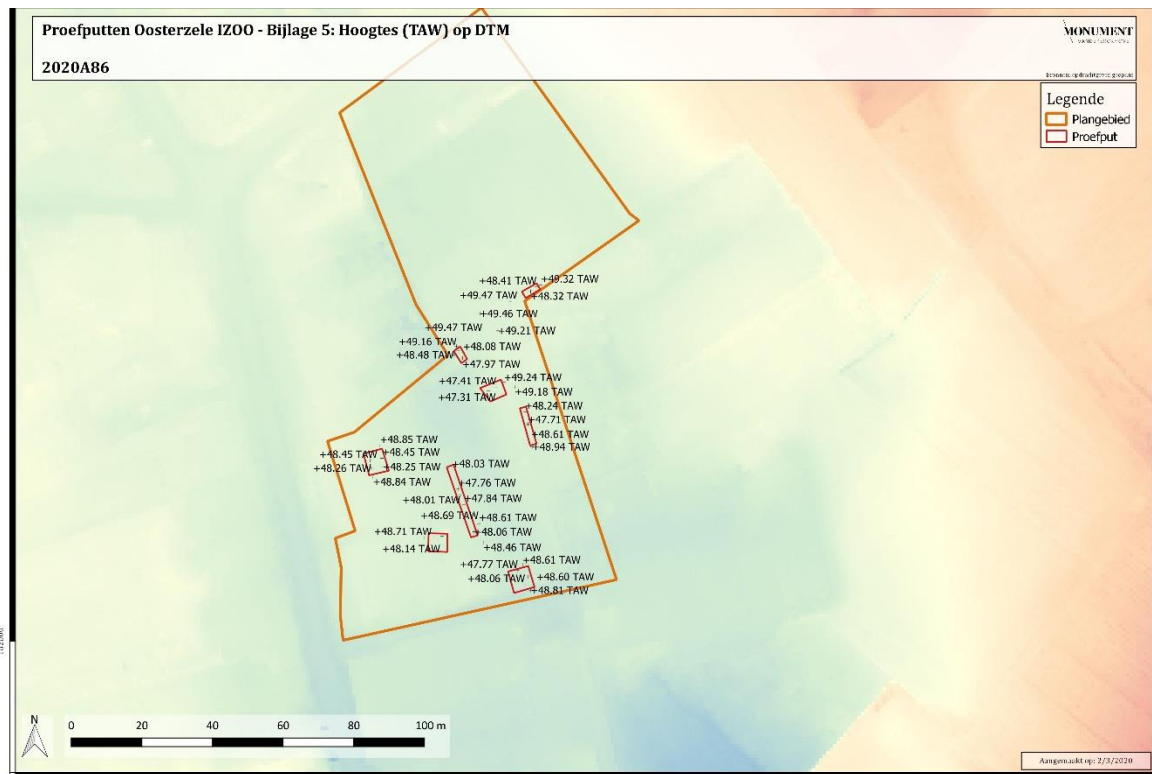 Proefputten Oosterzele IZOO - Bijlage 5: Hoogtes (TAW) op DTM
2020A86
MONUMENT
Legende
Plangebied
Proefput
+48.41 TAW
+49.32 TAW
+49.47 TAW
+48.32 TAW
+49.46 TAW
+49.47 TAW
+49.21 TAW
+49.16 TAW
+48.08 TAW
+48.48 TAW
+47.97 TAW
+47.41 TAW
+49.24 TAW
+47.31 TAW
+49.18 TAW
+48.24 TAW
+47.71 TAW
+48.61 TAW
+48.94 TAW
+48.85 TAW
+48.45 TAW
+48.45 TAW
+48.26 TAW
+48.25 TAW
+48.84 TAW
+48.03 TAW
+47.76 TAW
+48.01 TAW
+47.84 TAW
+48.69 TAW
+48.61 TAW
+48.71 TAW
+48.06 TAW
+48.14 TAW
+48.46 TAW
+47.77 TAW
+48.61 TAW
+48.06 TAW
+48.60 TAW
+48.81 TAW
N
0 20 40 60 80 100 m
Aangemaakt op: 2/3/2020